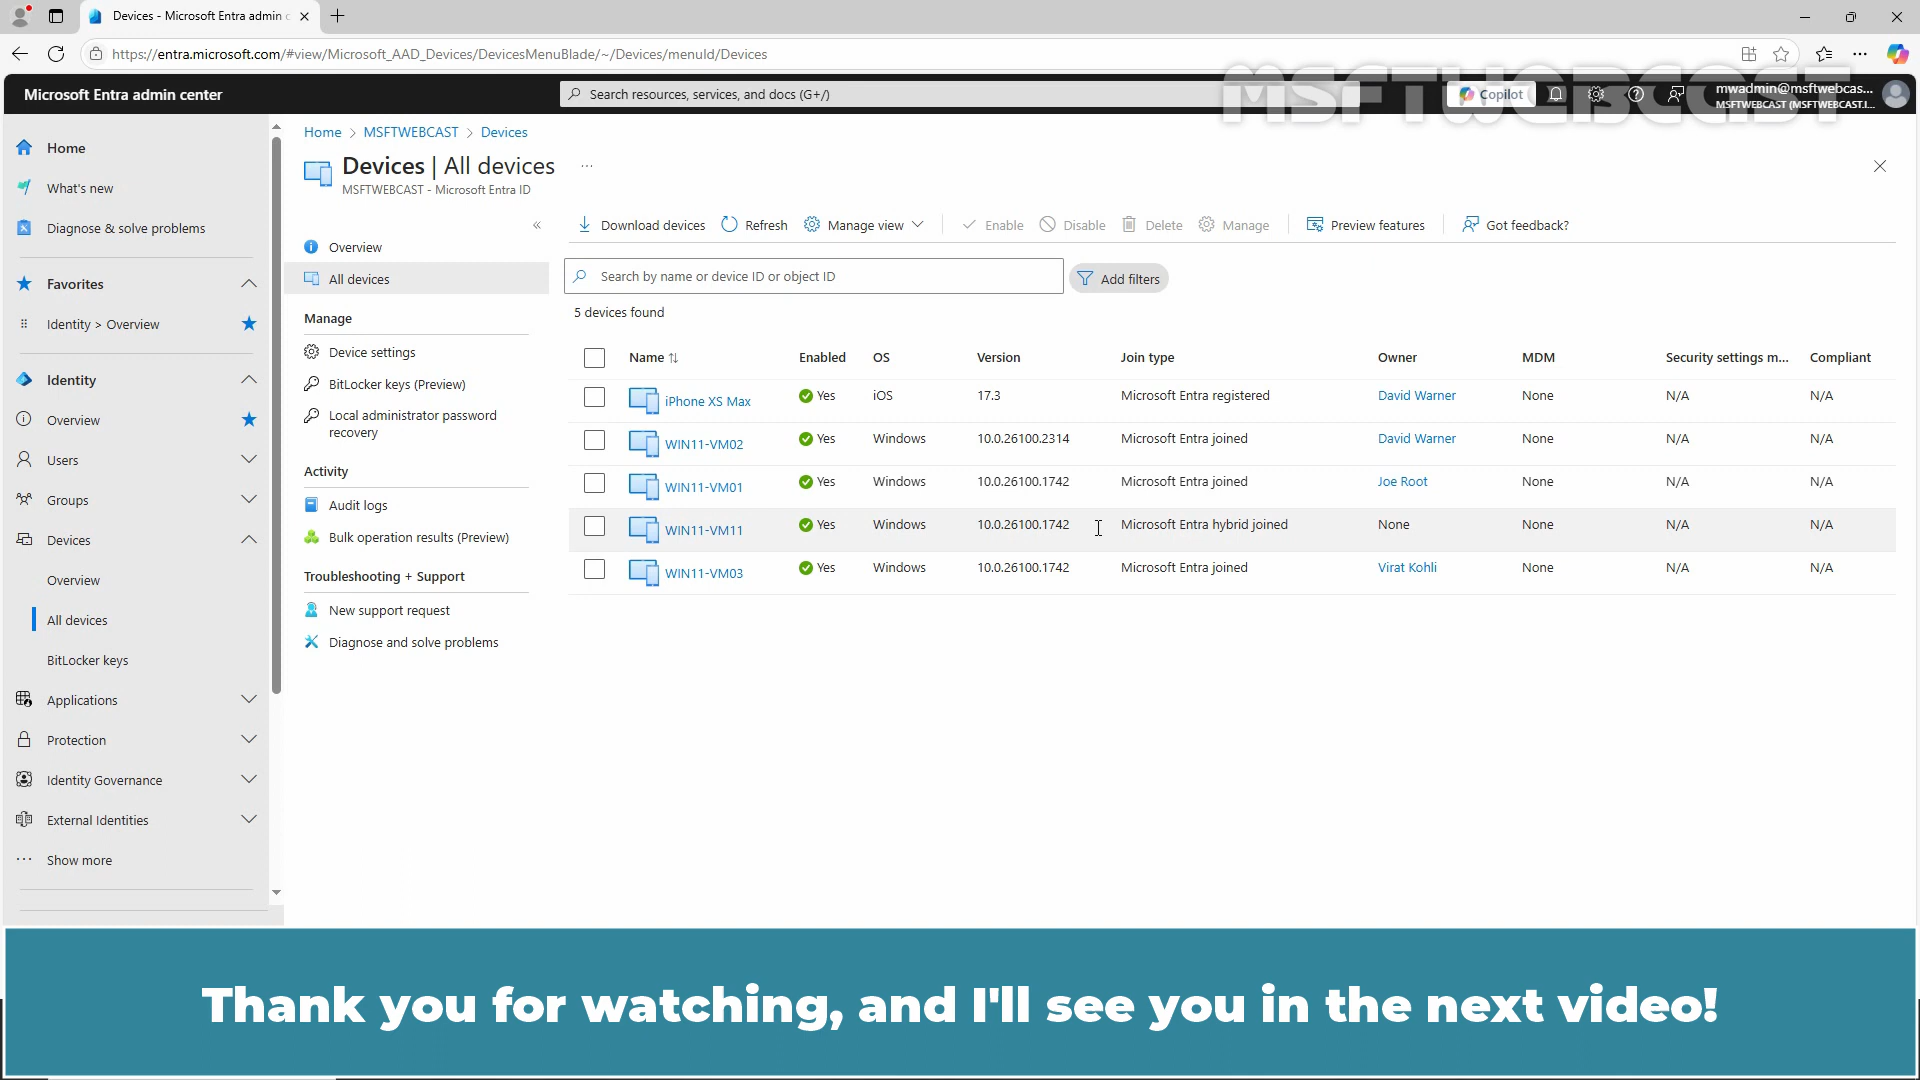 Devices - Microsoft Entra admin c
https://entra.microsoft.com/#view/Microsoft_AAD_Devices/DevicesMenuBlade/~/Devices/menuId/Devices
MSFTWEBCAST
Microsoft Entra admin center
Search resources, services, and docs (G+/)
Copilot
mwadmin@msftwebcas...
MSFTWEBCAST (MSFTWEBCAST.I...
Home
What's new
Diagnose & solve problems
Favorites
Identity > Overview
Identity
Overview
Users
Groups
Devices
Overview
All devices
BitLocker keys
Applications
Protection
Identity Governance
External Identities
Show more
Home > MSFTWEBCAST > Devices
Devices | All devices ...
MSFTWEBCAST - Microsoft Entra ID
Overview
All devices
Manage
Device settings
BitLocker keys (Preview)
Local administrator password
recovery
Activity
Audit logs
Bulk operation results (Preview)
Troubleshooting + Support
New support request
Diagnose and solve problems
Download devices Refresh Manage view Enable Disable Delete Manage Preview features Got feedback?
Search by name or device ID or object ID
Add filters
5 devices found
Name Enabled OS Version Join type Owner MDM Security settings m... Compliant
iPhone XS Max Yes iOS 17.3 Microsoft Entra registered David Warner None N/A N/A
WIN11-VM02 Yes Windows 10.0.26100.2314 Microsoft Entra joined David Warner None N/A N/A
WIN11-VM01 Yes Windows 10.0.26100.1742 Microsoft Entra joined Joe Root None N/A N/A
WIN11-VM11 Yes Windows 10.0.26100.1742 Microsoft Entra hybrid joined None None N/A N/A
WIN11-VM03 Yes Windows 10.0.26100.1742 Microsoft Entra joined Virat Kohli None N/A N/A
Thank you for watching, and I'll see you in the next video!